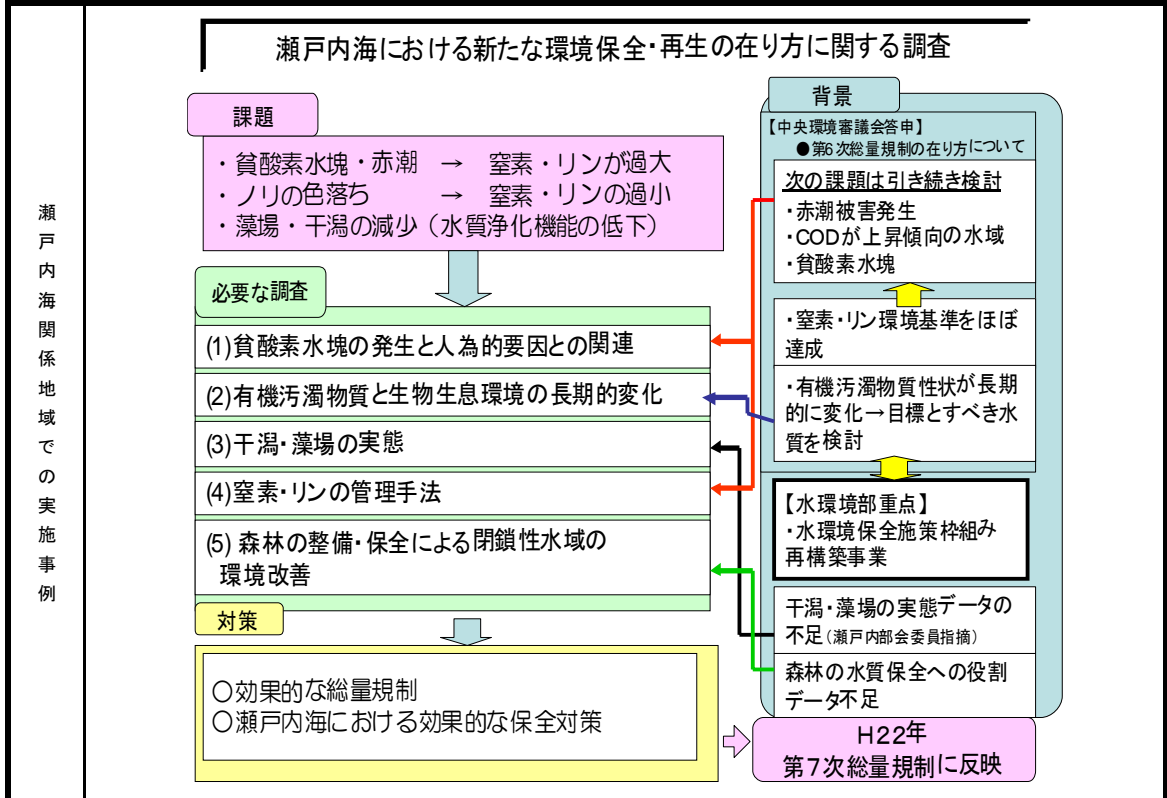 瀬戸内海関係地域での実施事例
瀬戸内海における新たな環境保全・再生の在り方に関する調査
課題
・貧酸素水塊・赤潮 → 窒素・リンが過大
・ノリの色落ち → 窒素・リンの過小
・藻場・干潟の減少（水質浄化機能の低下）
必要な調査
(1)貧酸素水塊の発生と人為的要因との関連
(2)有機汚濁物質と生物生息環境の長期的変化
(3)干潟・藻場の実態
(4)窒素・リンの管理手法
(5) 森林の整備・保全による閉鎖性水域の
環境改善
対策
○効果的な総量規制
○瀬戸内海における効果的な保全対策
背景
【中央環境審議会答申】
●第6次総量規制の在り方について
次の課題は引き続き検討
・赤潮被害発生
・CODが上昇傾向の水域
・貧酸素水塊
・窒素・リン環境基準をほぼ
達成
・有機汚濁物質性状が長期
的に変化→目標とすべき水
質を検討
【水環境部重点】
・水環境保全施策枠組み
再構築事業
干潟・藻場の実態データの
不足(瀬戸内部会委員指摘)
森林の水質保全への役割
データ不足
H22年
第7次総量規制に反映